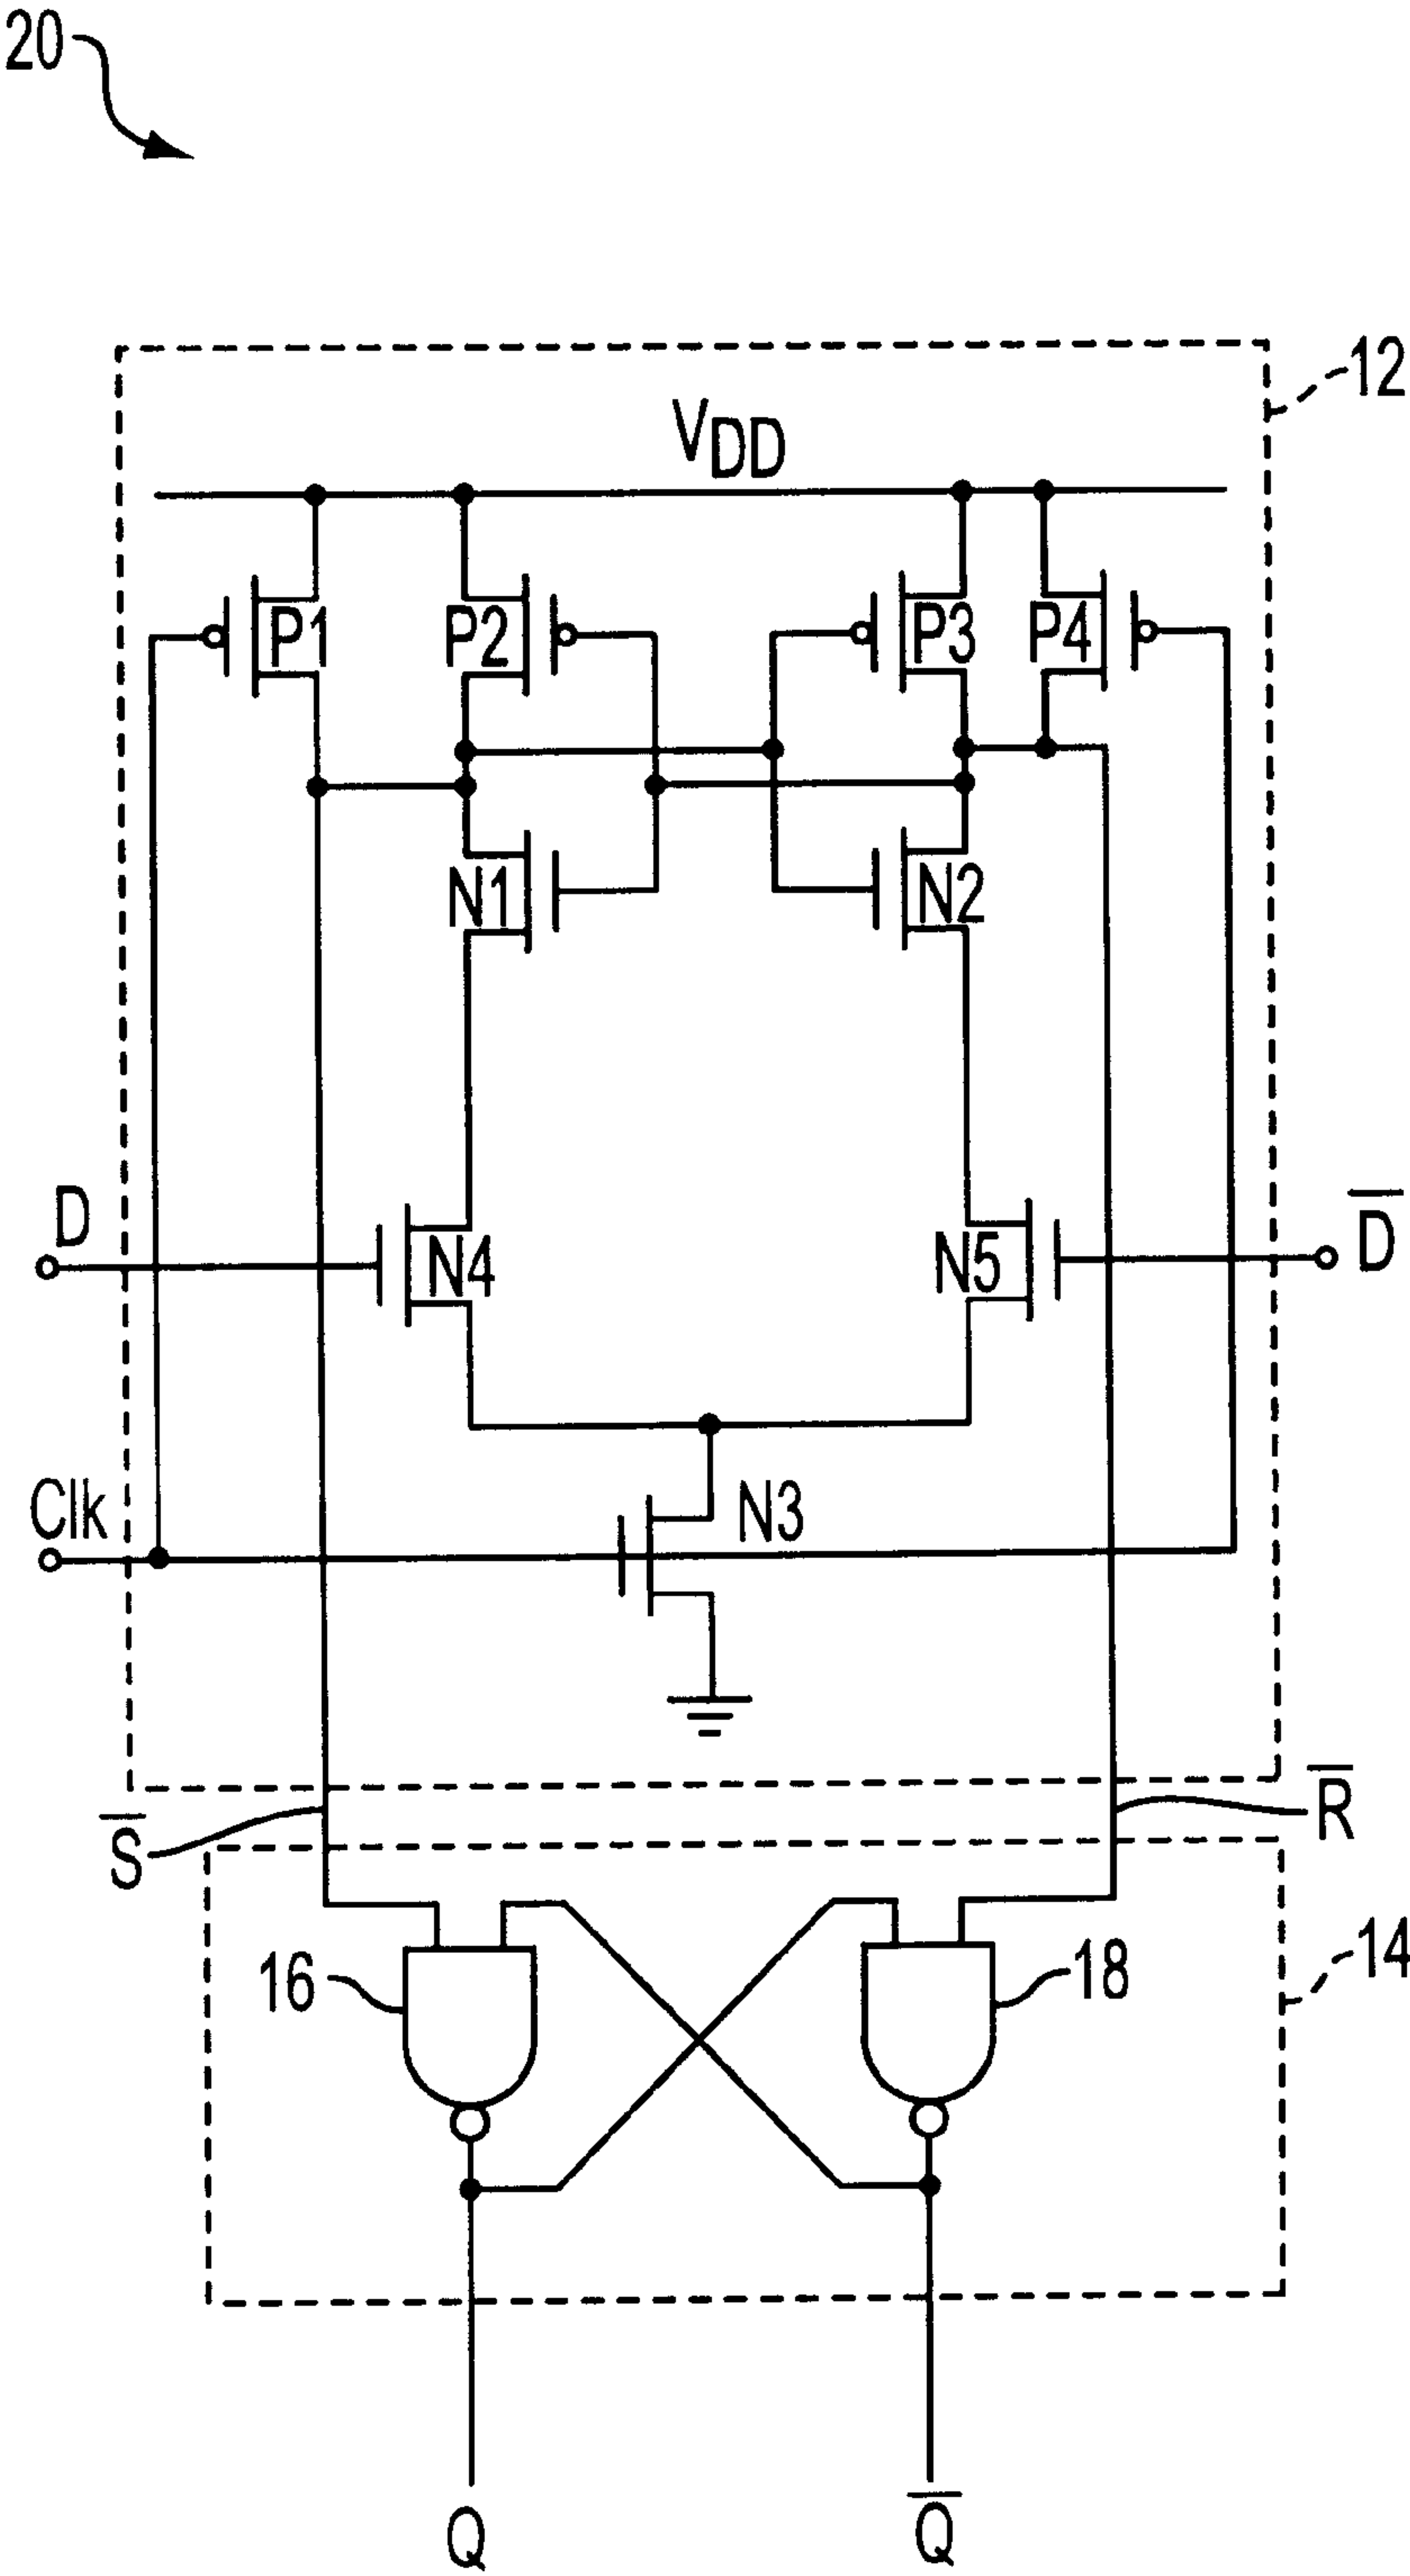 20
12
VDD
P1 P2 P3 P4
N1 N2
D N4 N5 D̅
Clk N3
S̅ R̅
16 18 14
Q Q̅